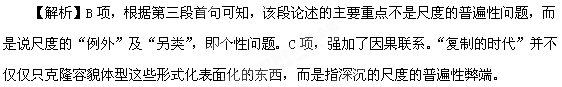 【解析】B 项，根据第三段首句可知，该段论述的主要重点不是尺度的普遍性问题，而
是说尺度的“例外”及“另类”，即个性问题。C 项，强加了因果联系。“复制的时代”并不
仅仅只克隆容貌体型这些形式化表面化的东西，而是指深沉的尺度的普遍性弊端。